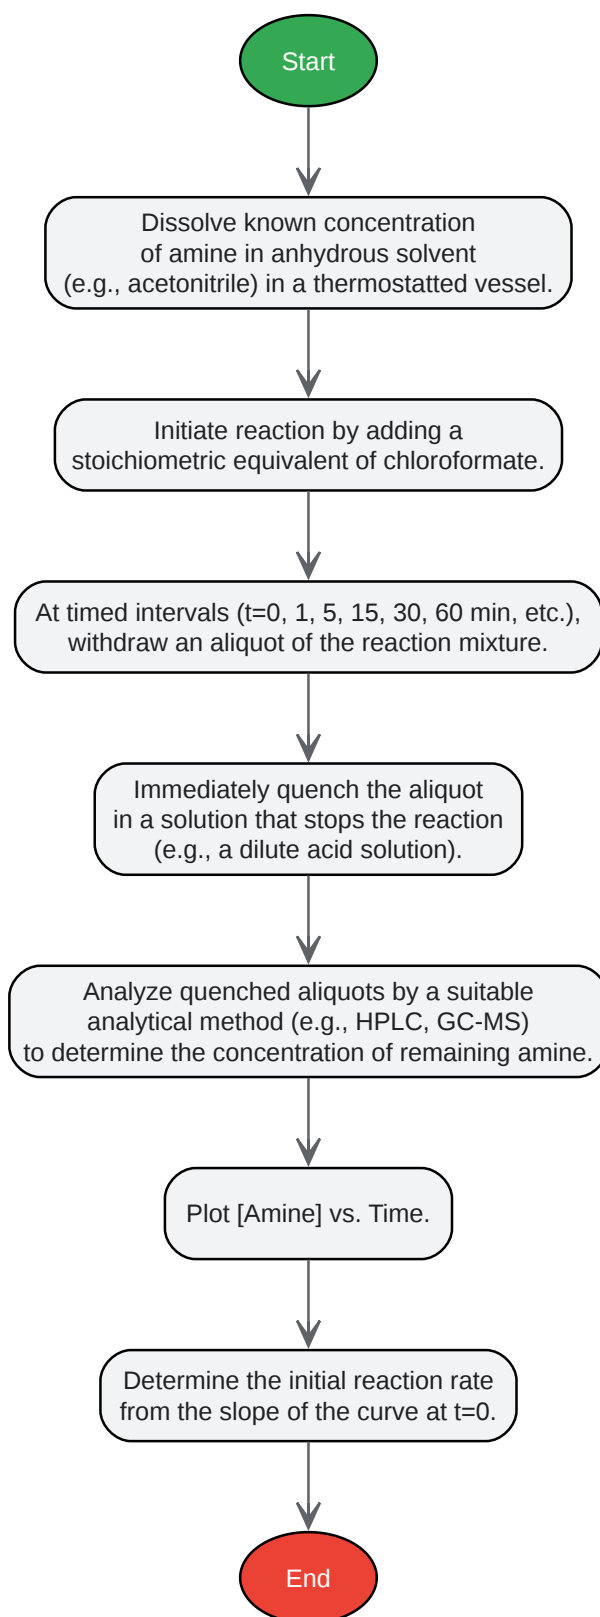 Start
Dissolve known concentration
of amine in anhydrous solvent
(e.g., acetonitrile) in a thermostatted vessel.
Initiate reaction by adding a
stoichiometric equivalent of chloroformate.
At timed intervals (t=0, 1, 5, 15, 30, 60 min, etc.),
withdraw an aliquot of the reaction mixture.
Immediately quench the aliquot
in a solution that stops the reaction
(e.g., a dilute acid solution).
Analyze quenched aliquots by a suitable
analytical method (e.g., HPLC, GC-MS)
to determine the concentration of remaining amine.
Plot [Amine] vs. Time.
Determine the initial reaction rate
from the slope of the curve at t=0.
End